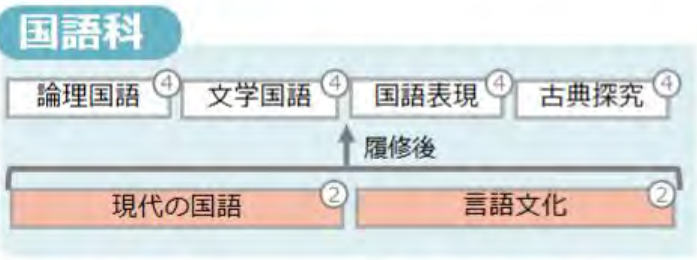 国語科
論理国語 ④ 文学国語 ④ 国語表現 ④ 古典探究 ④
履修後
現代の国語 ② 言語文化 ②